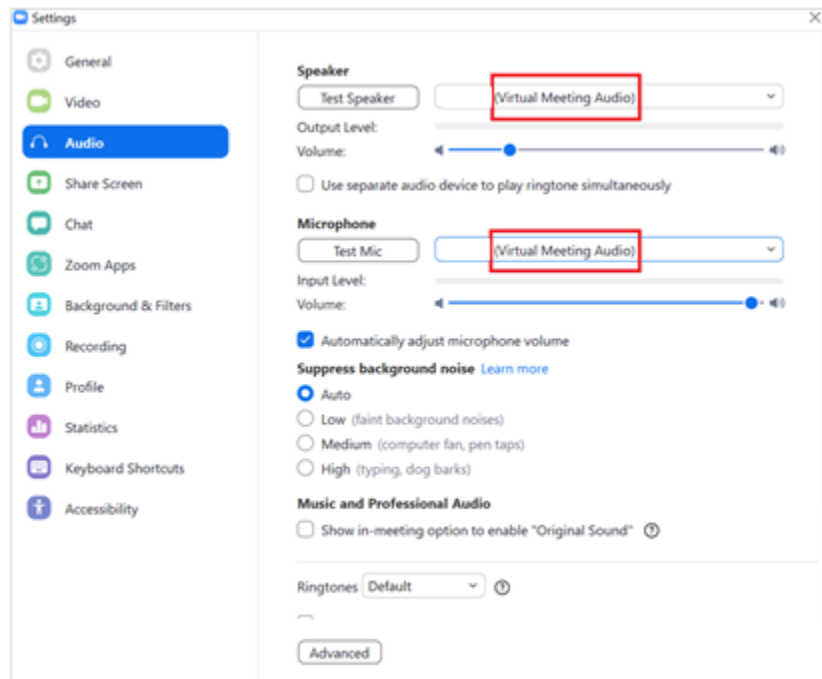 Settings
General
Video
Audio
Share Screen
Chat
Zoom Apps
Background & Filters
Recording
Profile
Statistics
Keyboard Shortcuts
Accessibility
Speaker
Test Speaker (Virtual Meeting Audio)
Output Level:
Volume:
Use separate audio device to play ringtone simultaneously
Microphone
Test Mic (Virtual Meeting Audio)
Input Level:
Volume:
Automatically adjust microphone volume
Suppress background noise Learn more
Auto
Low (faint background noises)
Medium (computer fan, pen taps)
High (typing, dog barks)
Music and Professional Audio
Show in-meeting option to enable "Original Sound" ?
Ringtones Default ?
Advanced